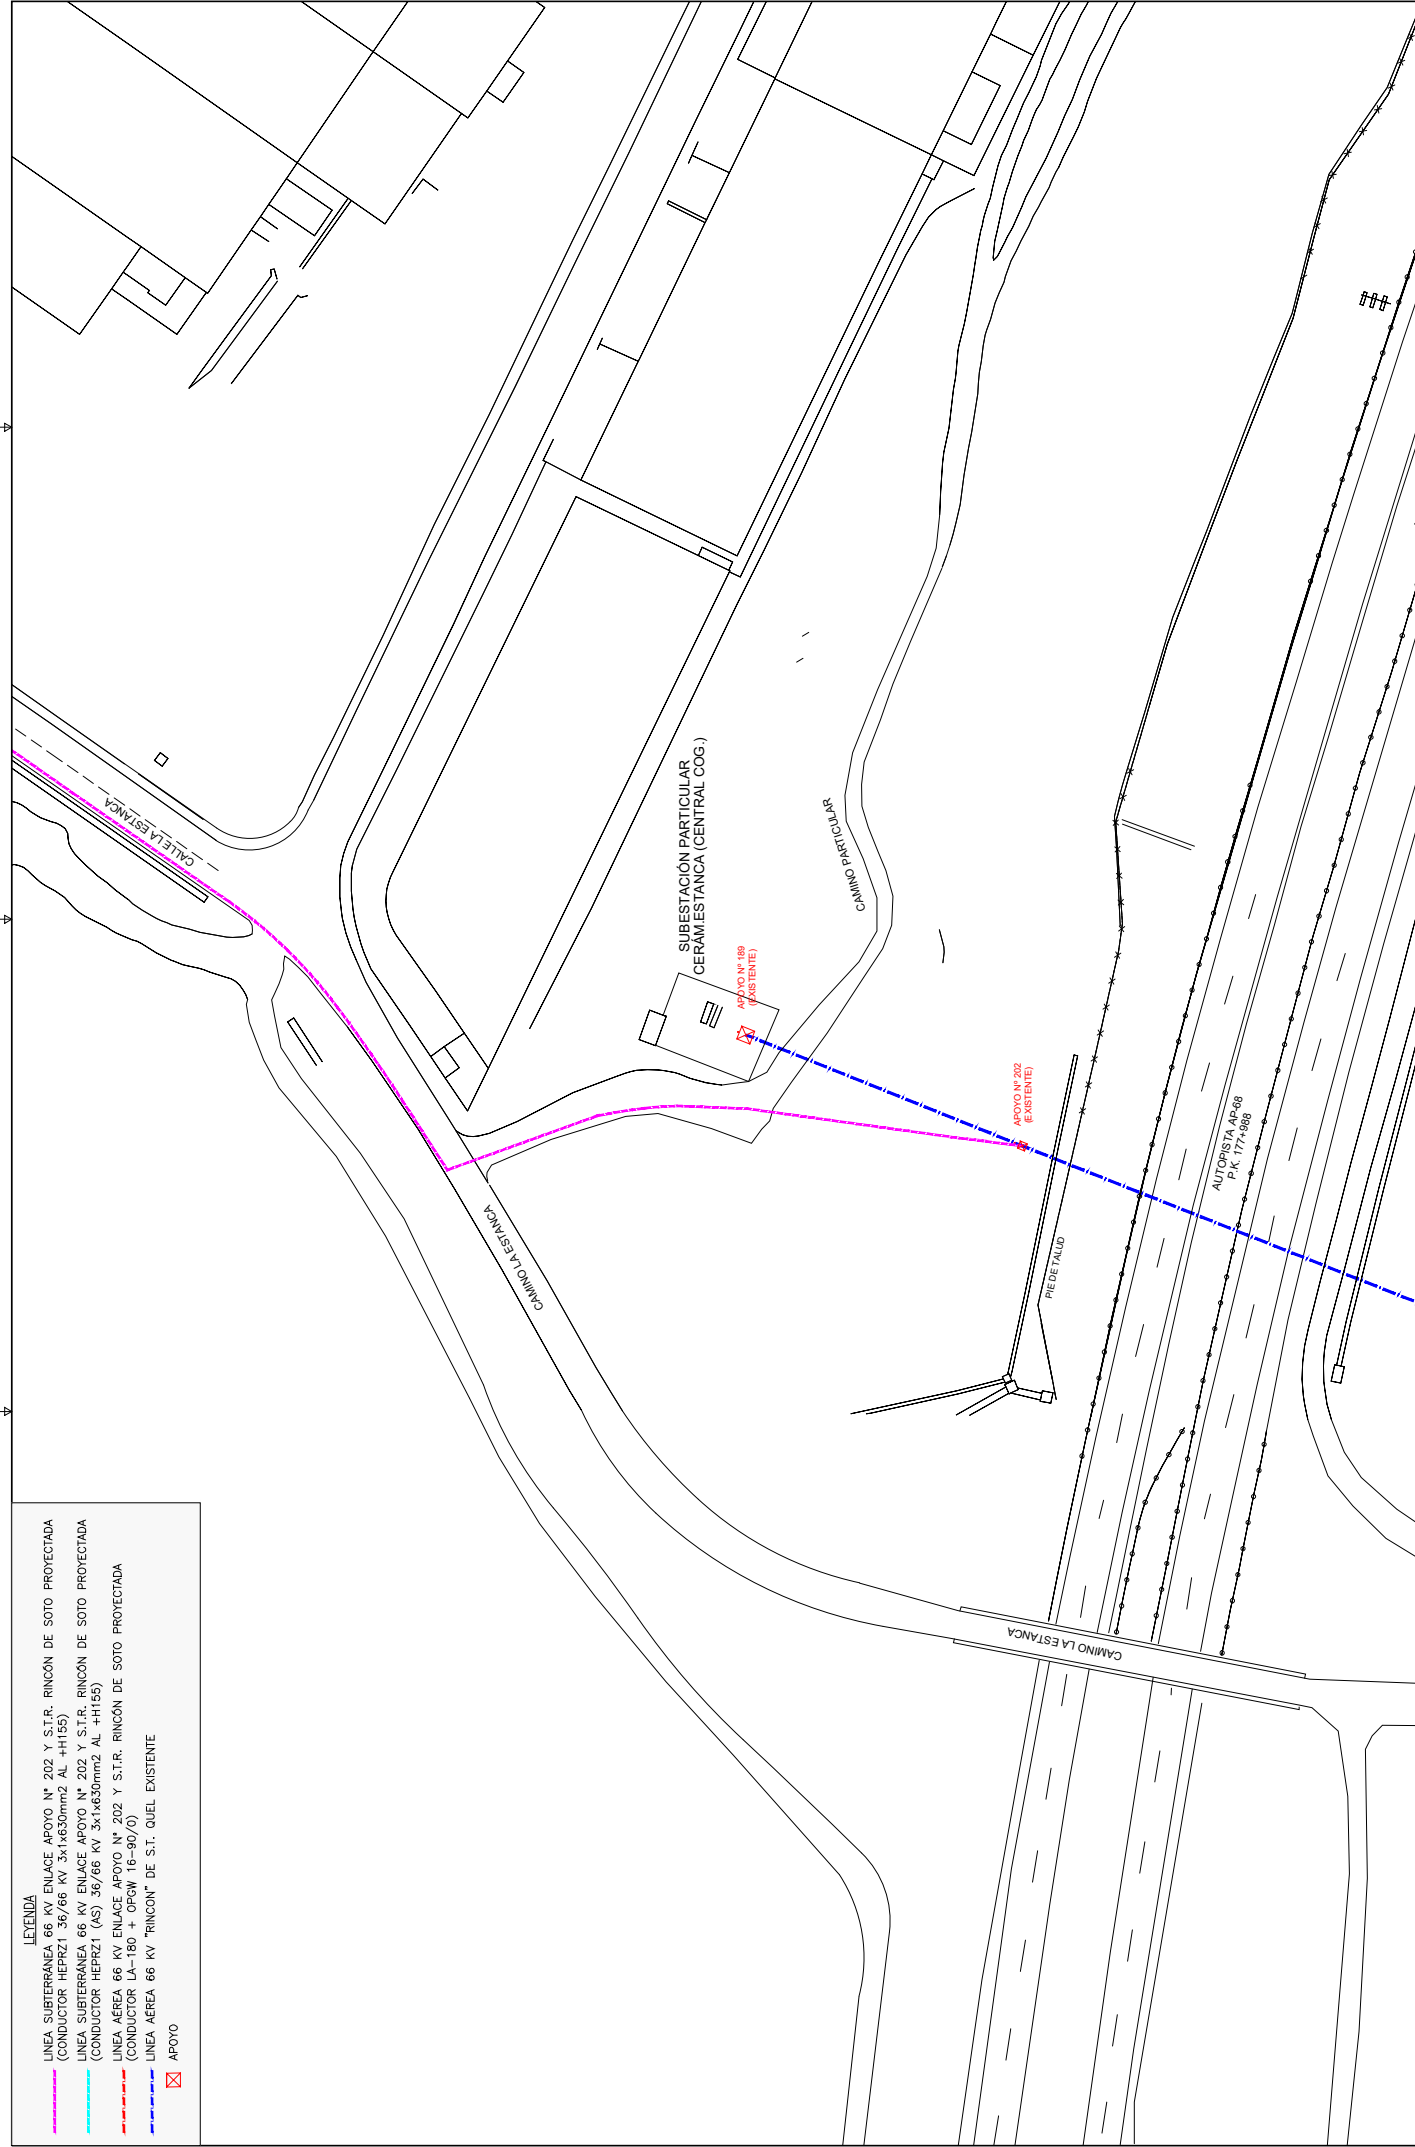 LEYENDA
LINEA SUBTERRÁNEA 66 KV ENLACE APOYO Nº 202 Y S.T.R. RINCÓN DE SOTO PROYECTADA
(CONDUCTOR HEPRZ1 36/66 KV 3x1x630mm2 AL +H155)
LINEA SUBTERRÁNEA 66 KV ENLACE APOYO Nº 202 Y S.T.R. RINCÓN DE SOTO PROYECTADA
(CONDUCTOR HEPRZ1 (AS) 36/66 KV 3x1x630mm2 AL +H155)
LINEA AÉREA 66 KV ENLACE APOYO Nº 202 Y S.T.R. RINCÓN DE SOTO PROYECTADA
(CONDUCTOR LA-180 + OPGW 16-90/0)
LINEA AÉREA 66 KV "RINCON" DE S.T. QUEL EXISTENTE
APOYO
CALLE LA ESTANCA
CAMINO LA ESTANCA
SUBESTACIÓN PARTICULAR
CERÁM.ESTANCA (CENTRAL COG.)
APOYO Nº 189
(EXISTENTE)
CAMINO PARTICULAR
APOYO Nº 202
(EXISTENTE)
PIE DE TALUD
AUTOPISTA AP-68
P.K. 177+988
CAMINO LA ESTANCA